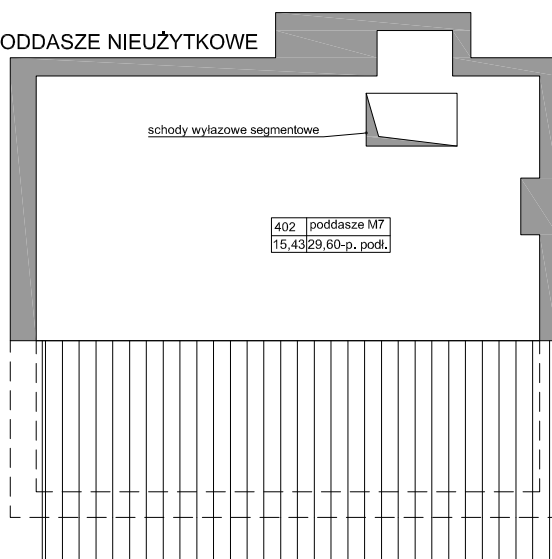 ODDASZE NIEUŻYTKOWE
schody wyłazowe segmentowe
402 poddasze M7
15,43 29,60-p. podł.